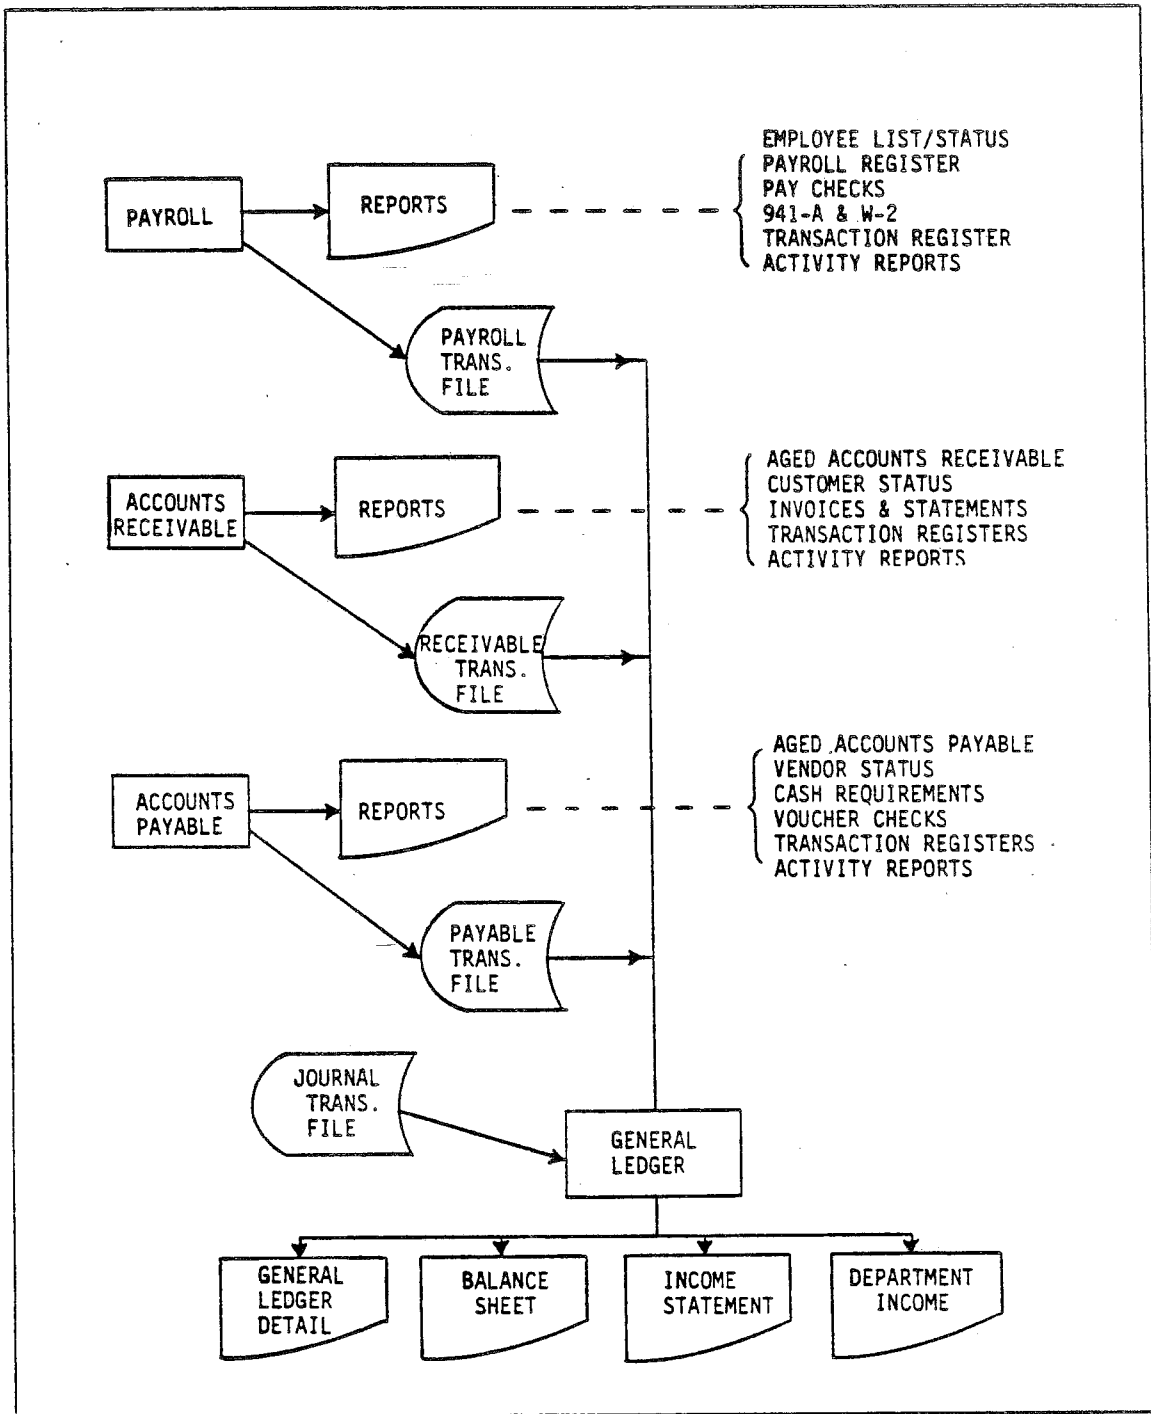 EMPLOYEE LIST/STATUS
PAYROLL REGISTER
PAY CHECKS
941-A & W-2
TRANSACTION REGISTER
ACTIVITY REPORTS
PAYROLL
REPORTS
PAYROLL
TRANS.
FILE
AGED ACCOUNTS RECEIVABLE
CUSTOMER STATUS
INVOICES & STATEMENTS
TRANSACTION REGISTERS
ACTIVITY REPORTS
ACCOUNTS
RECEIVABLE
REPORTS
RECEIVABLE
TRANS.
FILE
AGED ACCOUNTS PAYABLE
VENDOR STATUS
CASH REQUIREMENTS
VOUCHER CHECKS
TRANSACTION REGISTERS
ACTIVITY REPORTS
ACCOUNTS
PAYABLE
REPORTS
PAYABLE
TRANS.
FILE
JOURNAL
TRANS.
FILE
GENERAL
LEDGER
GENERAL
LEDGER
DETAIL
BALANCE
SHEET
INCOME
STATEMENT
DEPARTMENT
INCOME